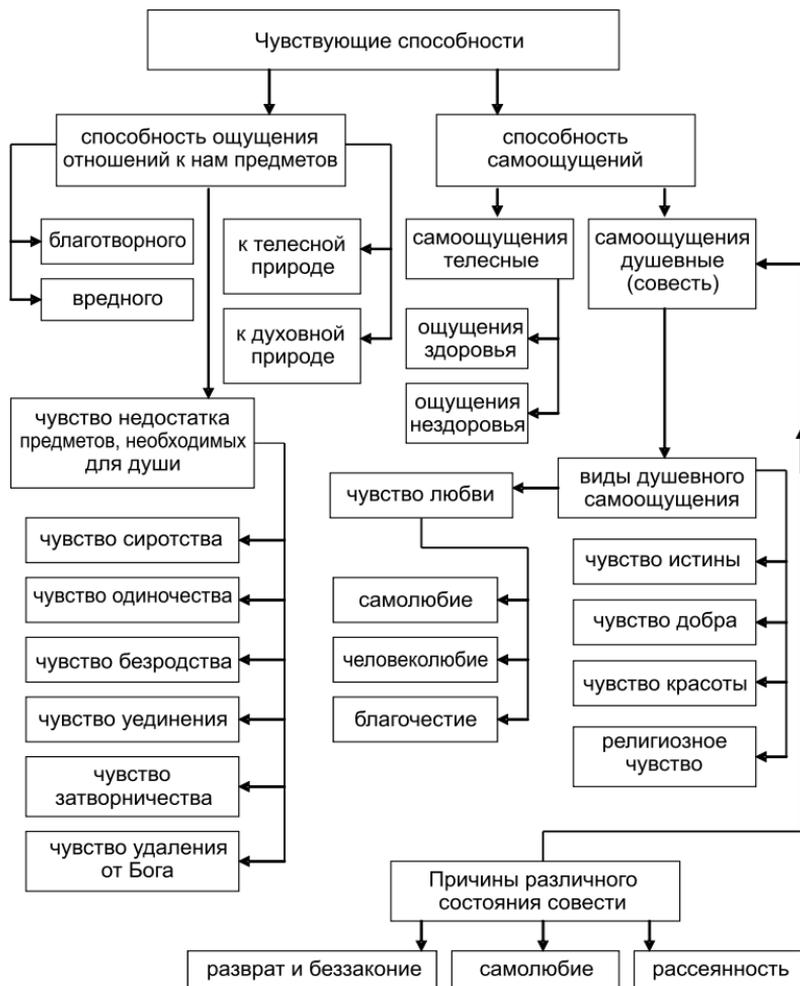 Чувствующие способности
способность ощущения
отношений к нам предметов
способность
самоощущений
благотворного
вредного
к телесной
природе
к духовной
природе
самоощущения
телесные
самоощущения
душевные
(совесть)
ощущения
здоровья
ощущения
нездоровья
чувство недостатка
предметов, необходимых
для души
чувство любви
виды душевного
самоощущения
чувство сиротства
чувство одиночества
чувство безродства
чувство уединения
чувство
затворничества
чувство удаления
от Бога
самолюбие
человеколюбие
благочестие
чувство истины
чувство добра
чувство красоты
религиозное
чувство
Причины различного
состояния совести
разврат и беззаконие
самолюбие
рассеянность